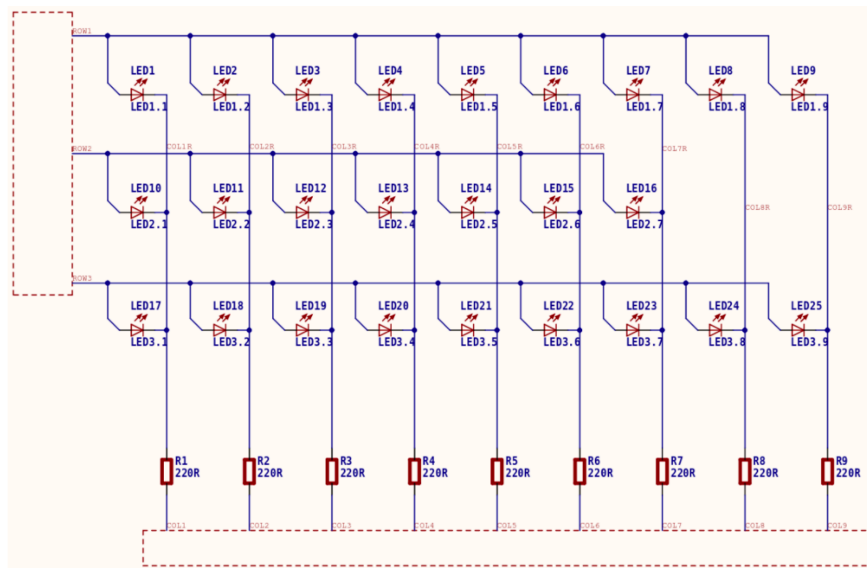 ROW1
LED1 LED2 LED3 LED4 LED5 LED6 LED7 LED8 LED9
LED1.1 LED1.2 LED1.3 LED1.4 LED1.5 LED1.6 LED1.7 LED1.8 LED1.9
ROW2 COL1R COL2R COL3R COL4R COL5R COL6R COL7R
LED10 LED11 LED12 LED13 LED14 LED15 LED16
COL8R COL9R
LED2.1 LED2.2 LED2.3 LED2.4 LED2.5 LED2.6 LED2.7
ROW3
LED17 LED18 LED19 LED20 LED21 LED22 LED23 LED24 LED25
LED3.1 LED3.2 LED3.3 LED3.4 LED3.5 LED3.6 LED3.7 LED3.8 LED3.9
R1 R2 R3 R4 R5 R6 R7 R8 R9
220R 220R 220R 220R 220R 220R 220R 220R 220R
COL1 COL2 COL3 COL4 COL5 COL6 COL7 COL8 COL9